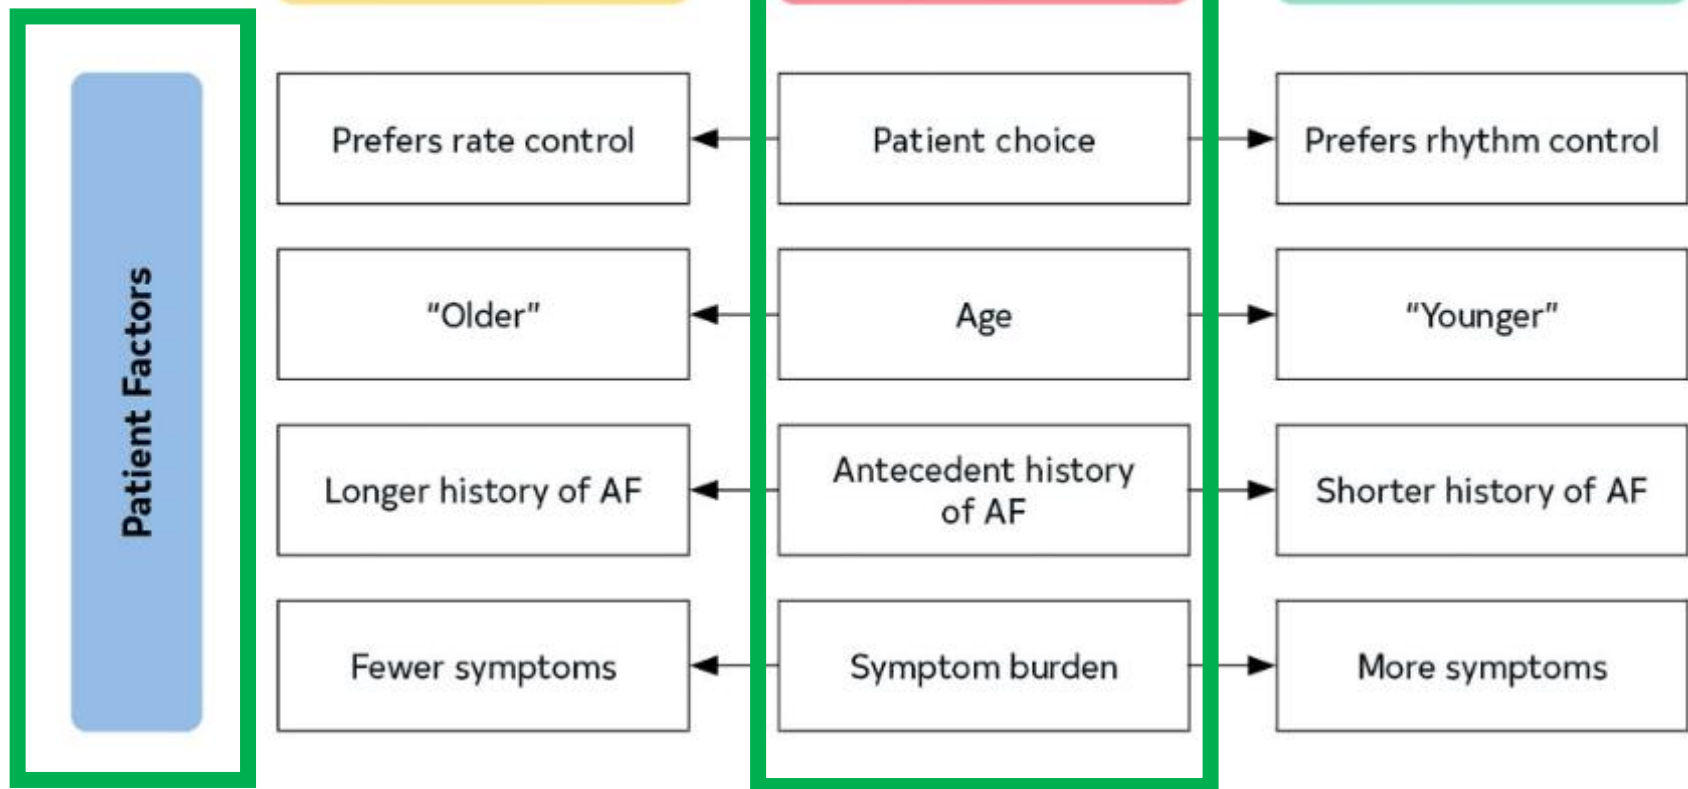 Patient Factors
Prefers rate control
Patient choice
Prefers rhythm control
“Older”
Age
“Younger”
Longer history of AF
Antecedent history
of AF
Shorter history of AF
Fewer symptoms
Symptom burden
More symptoms